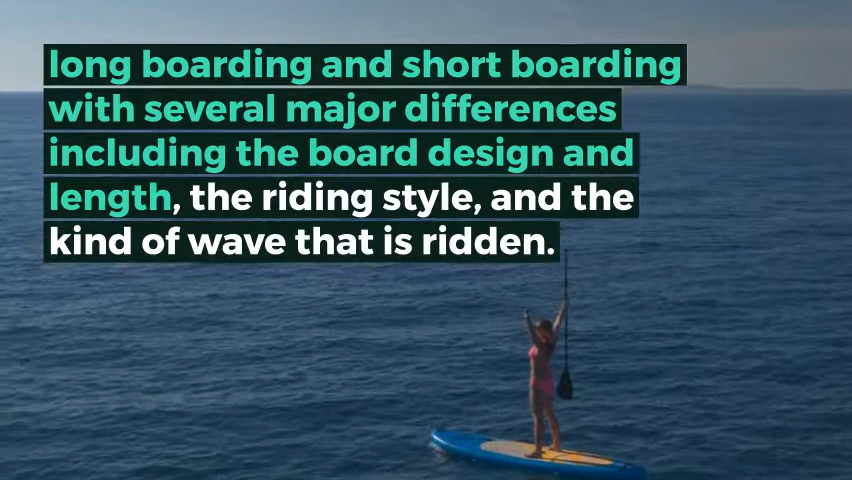 long boarding and short boarding
with several major differences
including the board design and
length, the riding style, and the
kind of wave that is ridden.